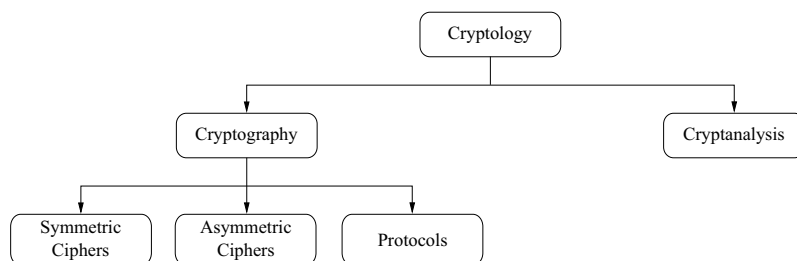 Cryptology
Cryptography
Cryptanalysis
Symmetric
Ciphers
Asymmetric
Ciphers
Protocols